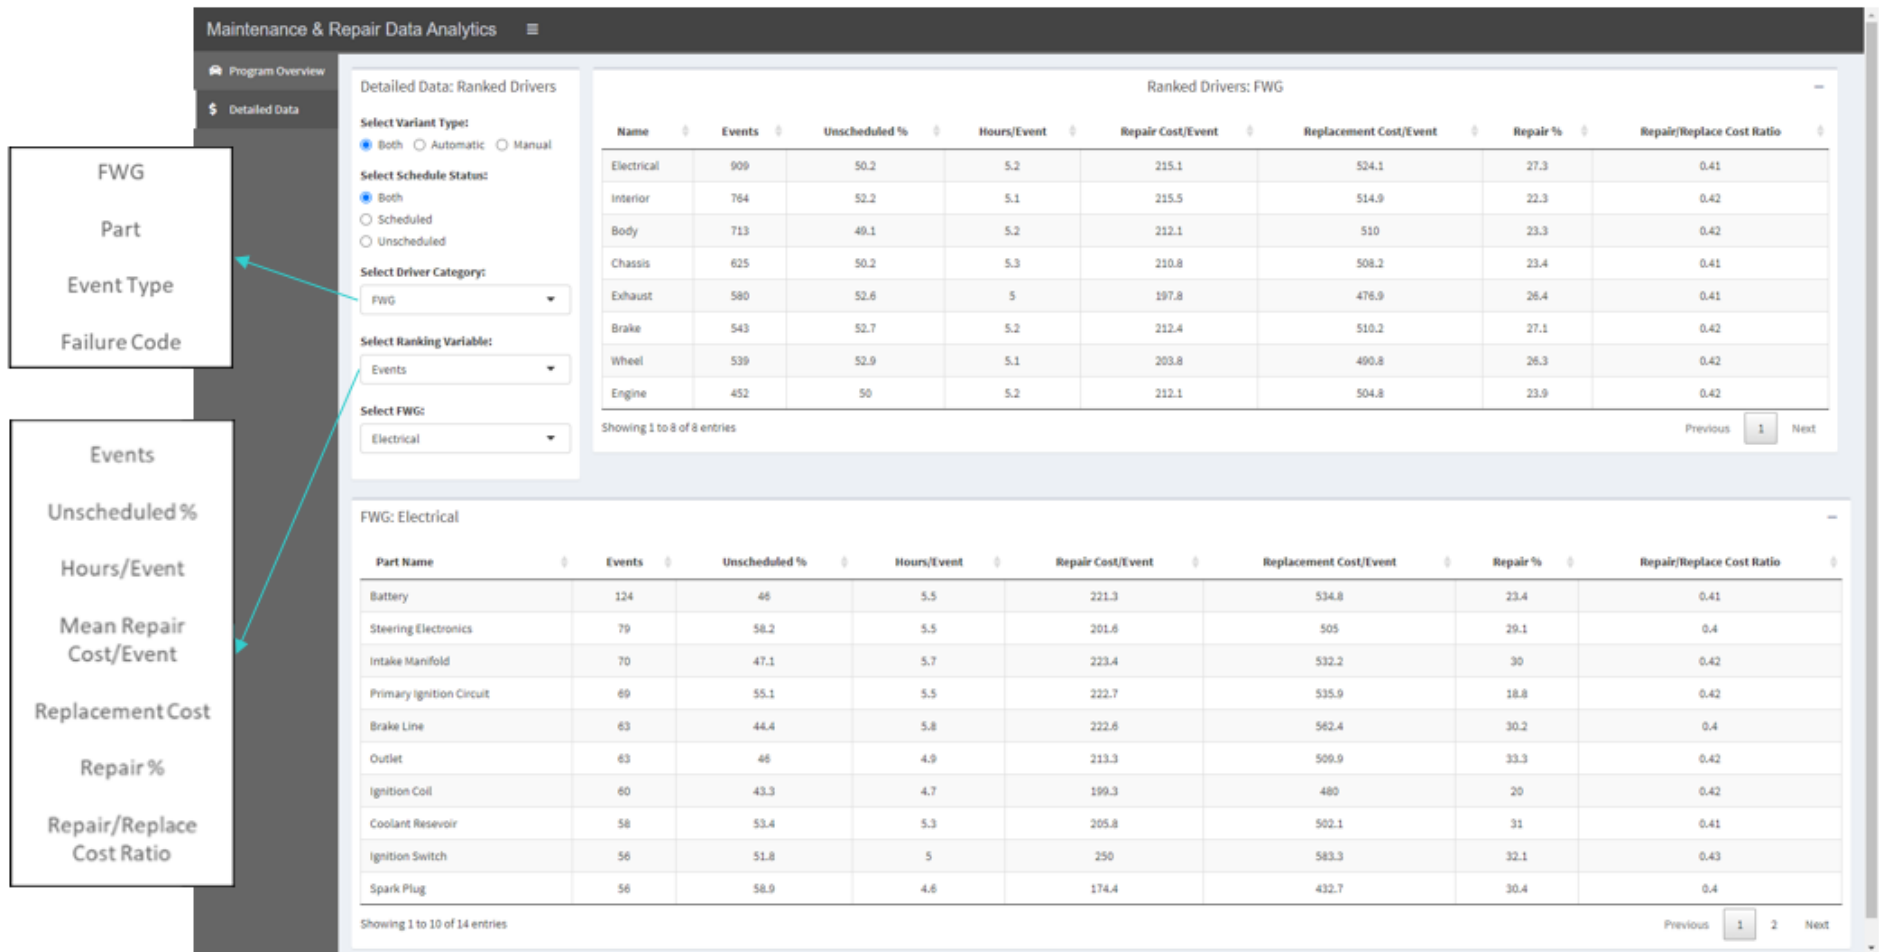 Maintenance & Repair Data Analytics
Program Overview
$ Detailed Data
FWG
Part
Event Type
Failure Code
Events
Unscheduled %
Hours/Event
Mean Repair
Cost/Event
Replacement Cost
Repair %
Repair/Replace
Cost Ratio
Detailed Data: Ranked Drivers
Select Variant Type:
Both Automatic Manual
Select Schedule Status:
Both
Scheduled
Unscheduled
Select Driver Category:
FWG
Select Ranking Variable:
Events
Select FWG:
Electrical
Ranked Drivers: FWG
Name Events Unscheduled % Hours/Event Repair Cost/Event Replacement Cost/Event Repair % Repair/Replace Cost Ratio
Electrical 909 50.2 5.2 215.1 524.1 27.3 0.41
Interior 764 52.2 5.1 215.5 514.9 22.3 0.42
Body 713 49.1 5.2 212.1 510 23.3 0.42
Chassis 625 50.2 5.3 210.8 508.2 23.4 0.41
Exhaust 580 52.6 5 197.8 476.9 26.4 0.41
Brake 543 52.7 5.2 212.4 510.2 27.1 0.42
Wheel 539 52.9 5.1 203.8 490.8 26.3 0.42
Engine 452 50 5.2 212.1 504.8 23.9 0.42
Showing 1 to 8 of 8 entries
Previous 1 Next
FWG: Electrical
Part Name Events Unscheduled % Hours/Event Repair Cost/Event Replacement Cost/Event Repair % Repair/Replace Cost Ratio
Battery 124 46 5.5 221.3 534.8 23.4 0.41
Steering Electronics 79 58.2 5.5 201.6 505 29.1 0.4
Intake Manifold 70 47.1 5.7 223.4 532.2 30 0.42
Primary Ignition Circuit 69 55.1 5.5 222.7 535.9 18.8 0.42
Brake Line 63 44.4 5.8 222.6 562.4 30.2 0.4
Outlet 63 46 4.9 213.3 509.9 33.3 0.42
Ignition Coil 60 43.3 4.7 199.3 480 20 0.42
Coolant Resevoir 58 53.4 5.3 205.8 502.1 31 0.41
Ignition Switch 56 51.8 5 250 583.3 32.1 0.43
Spark Plug 56 58.9 4.6 174.4 432.7 30.4 0.4
Showing 1 to 10 of 14 entries
Previous 1 2 Next